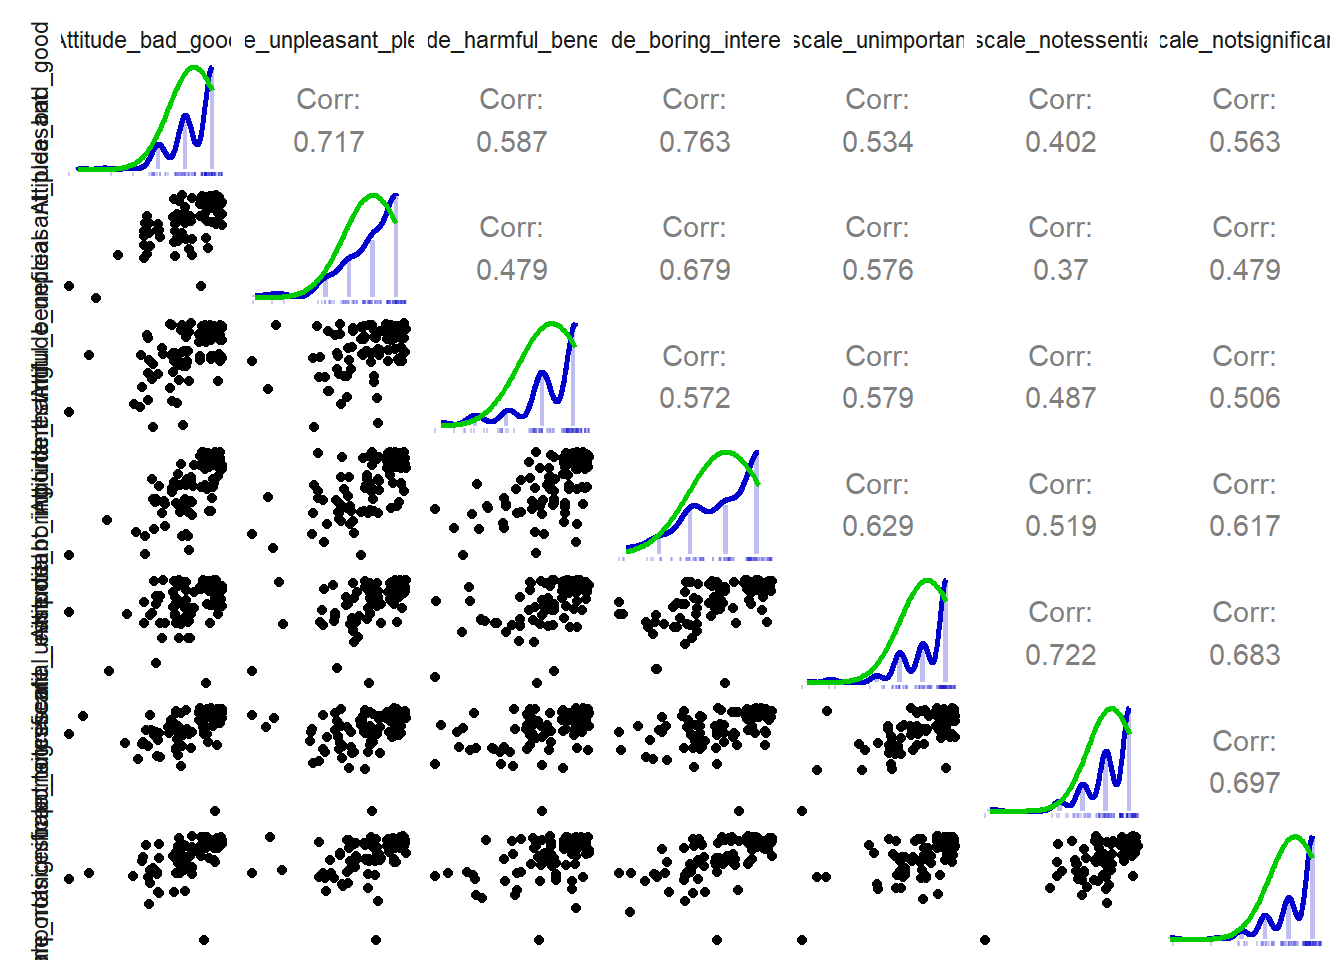 Attitude_bad_good e_unpleasant_ple de_harmful_bene de_boring_intere scale_unimportan scale_notessentia cale_notsignificar
Corr: Corr: Corr: Corr: Corr: Corr:
0.717 0.587 0.763 0.534 0.402 0.563
Corr: Corr: Corr: Corr: Corr:
0.479 0.679 0.576 0.37 0.479
Corr: Corr: Corr: Corr:
0.572 0.579 0.487 0.506
Corr: Corr: Corr:
0.629 0.519 0.617
Corr: Corr:
0.722 0.683
Corr:
0.697